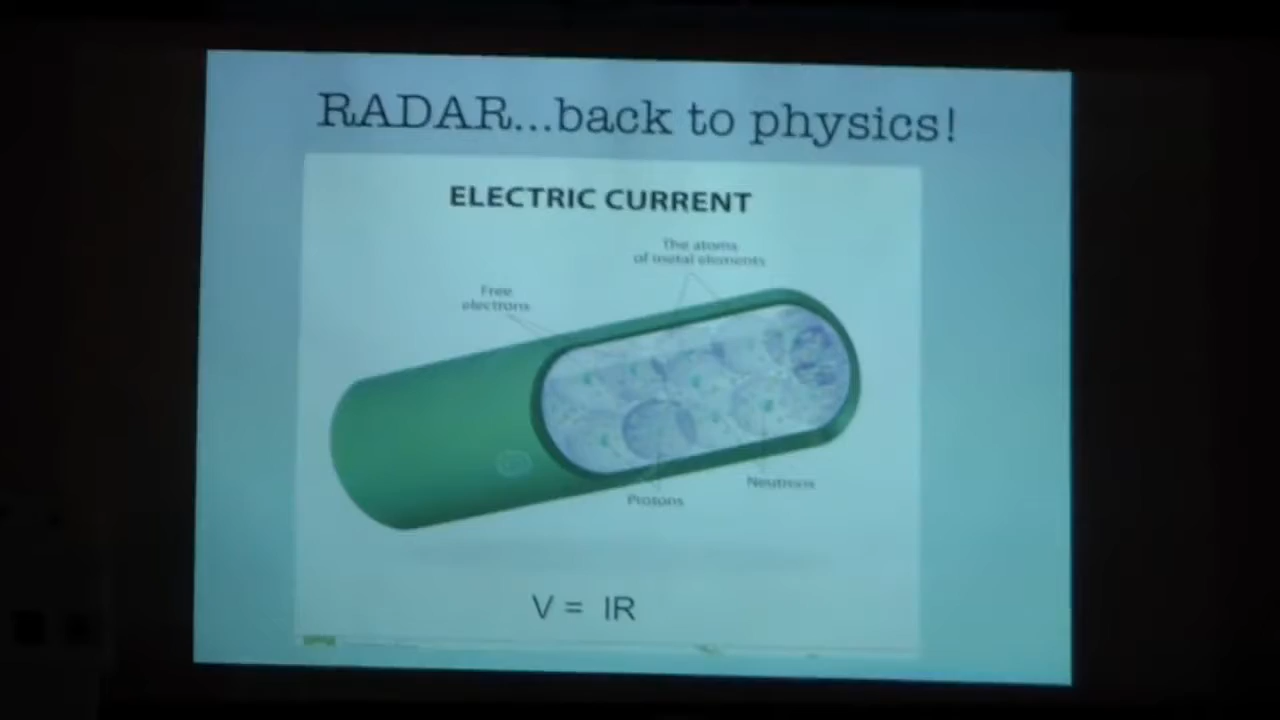 RADAR...back to physics!
ELECTRIC CURRENT
The atoms
of metal elements
Free
electrons
Neutrons
Protons
V = IR